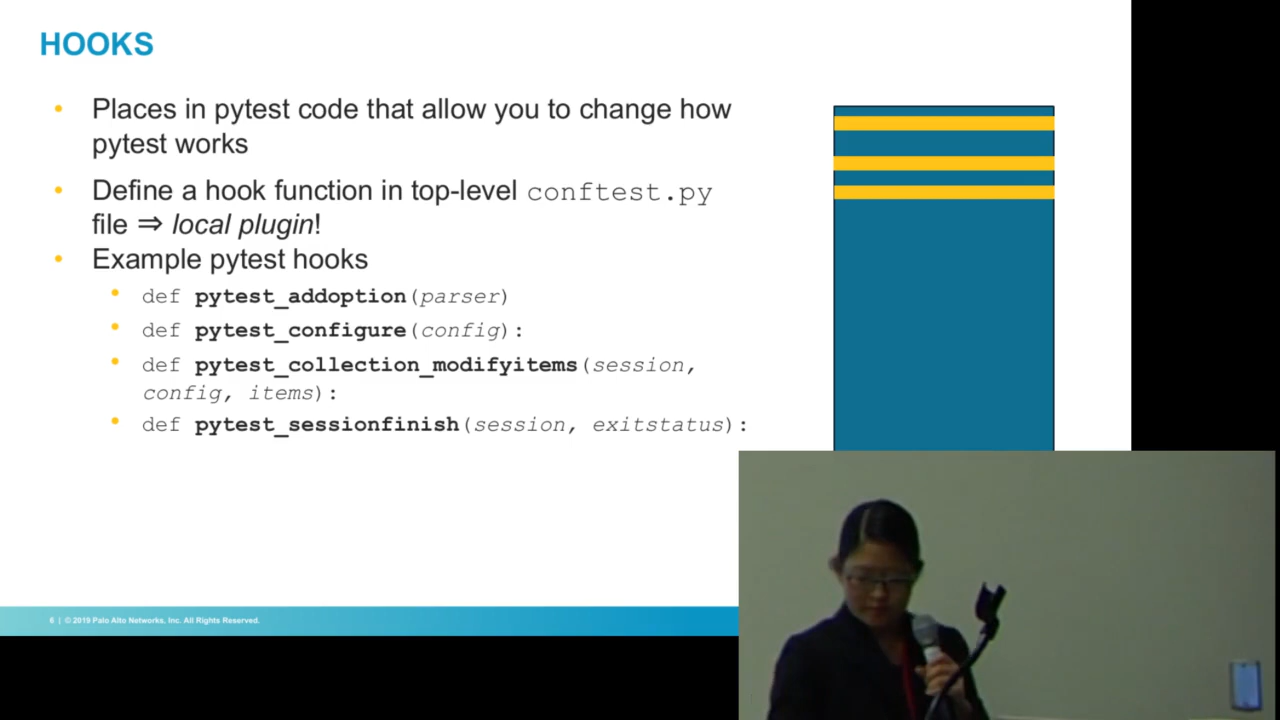 HOOKS
• Places in pytest code that allow you to change how
pytest works
• Define a hook function in top-level conftest.py
file ⇒ local plugin!
• Example pytest hooks
• def pytest_addoption(parser)
• def pytest_configure(config):
• def pytest_collection_modifyitems(session,
config, items):
• def pytest_sessionfinish(session, exitstatus):
6 | © 2019 Palo Alto Networks, Inc. All Rights Reserved.